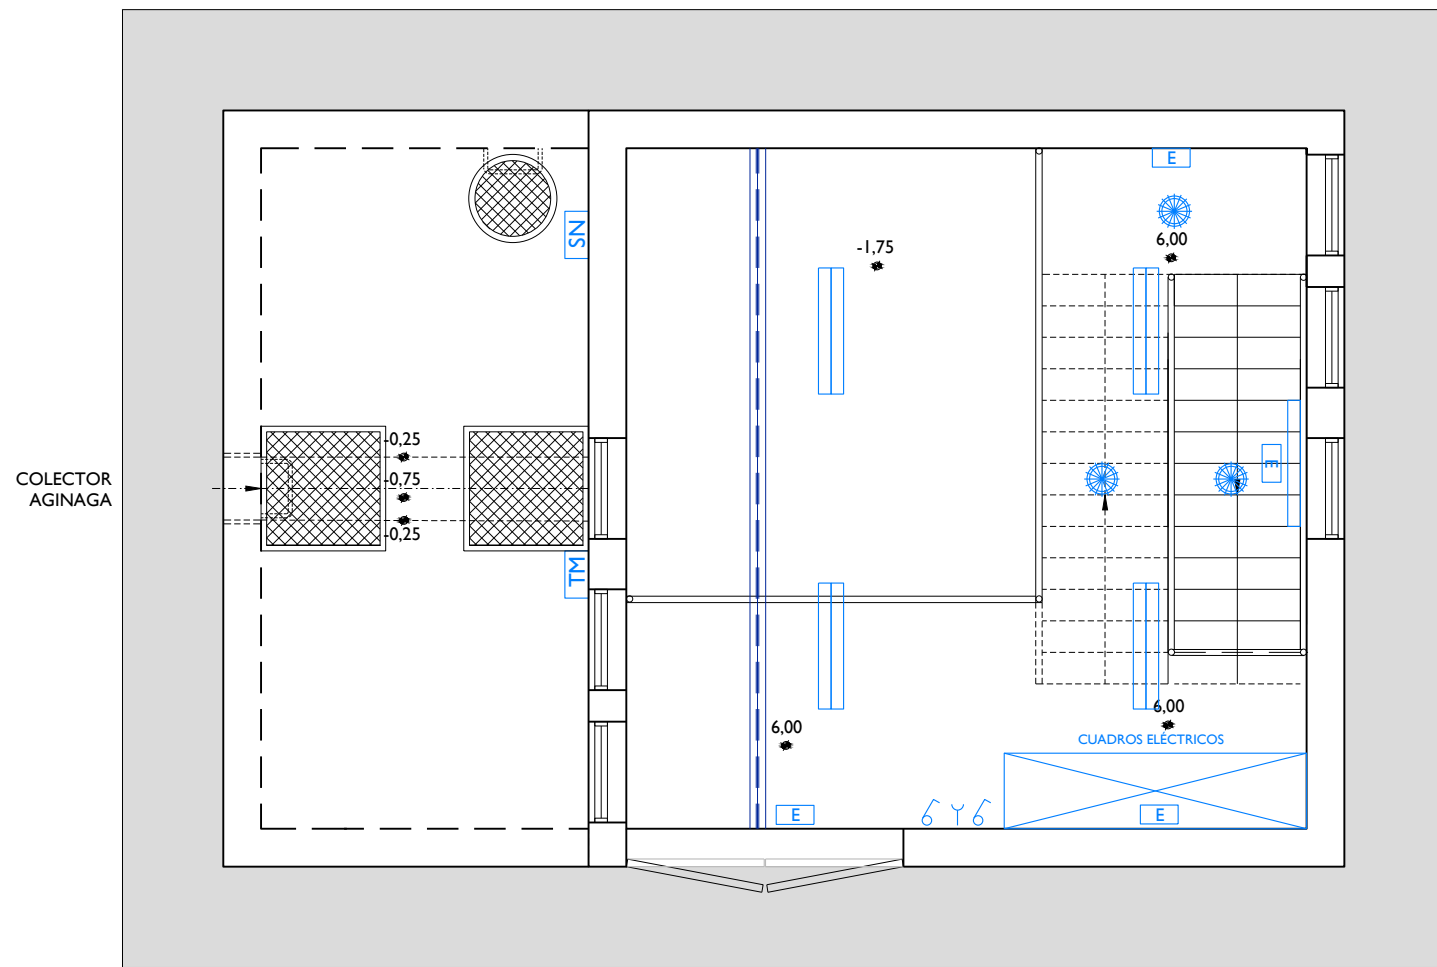 E
SN
-1,75
6,00
-0,25
COLECTOR
AGINAGA
-0,75
E
-0,25
TM
6,00
6,00
CUADROS ELÉCTRICOS
E
E